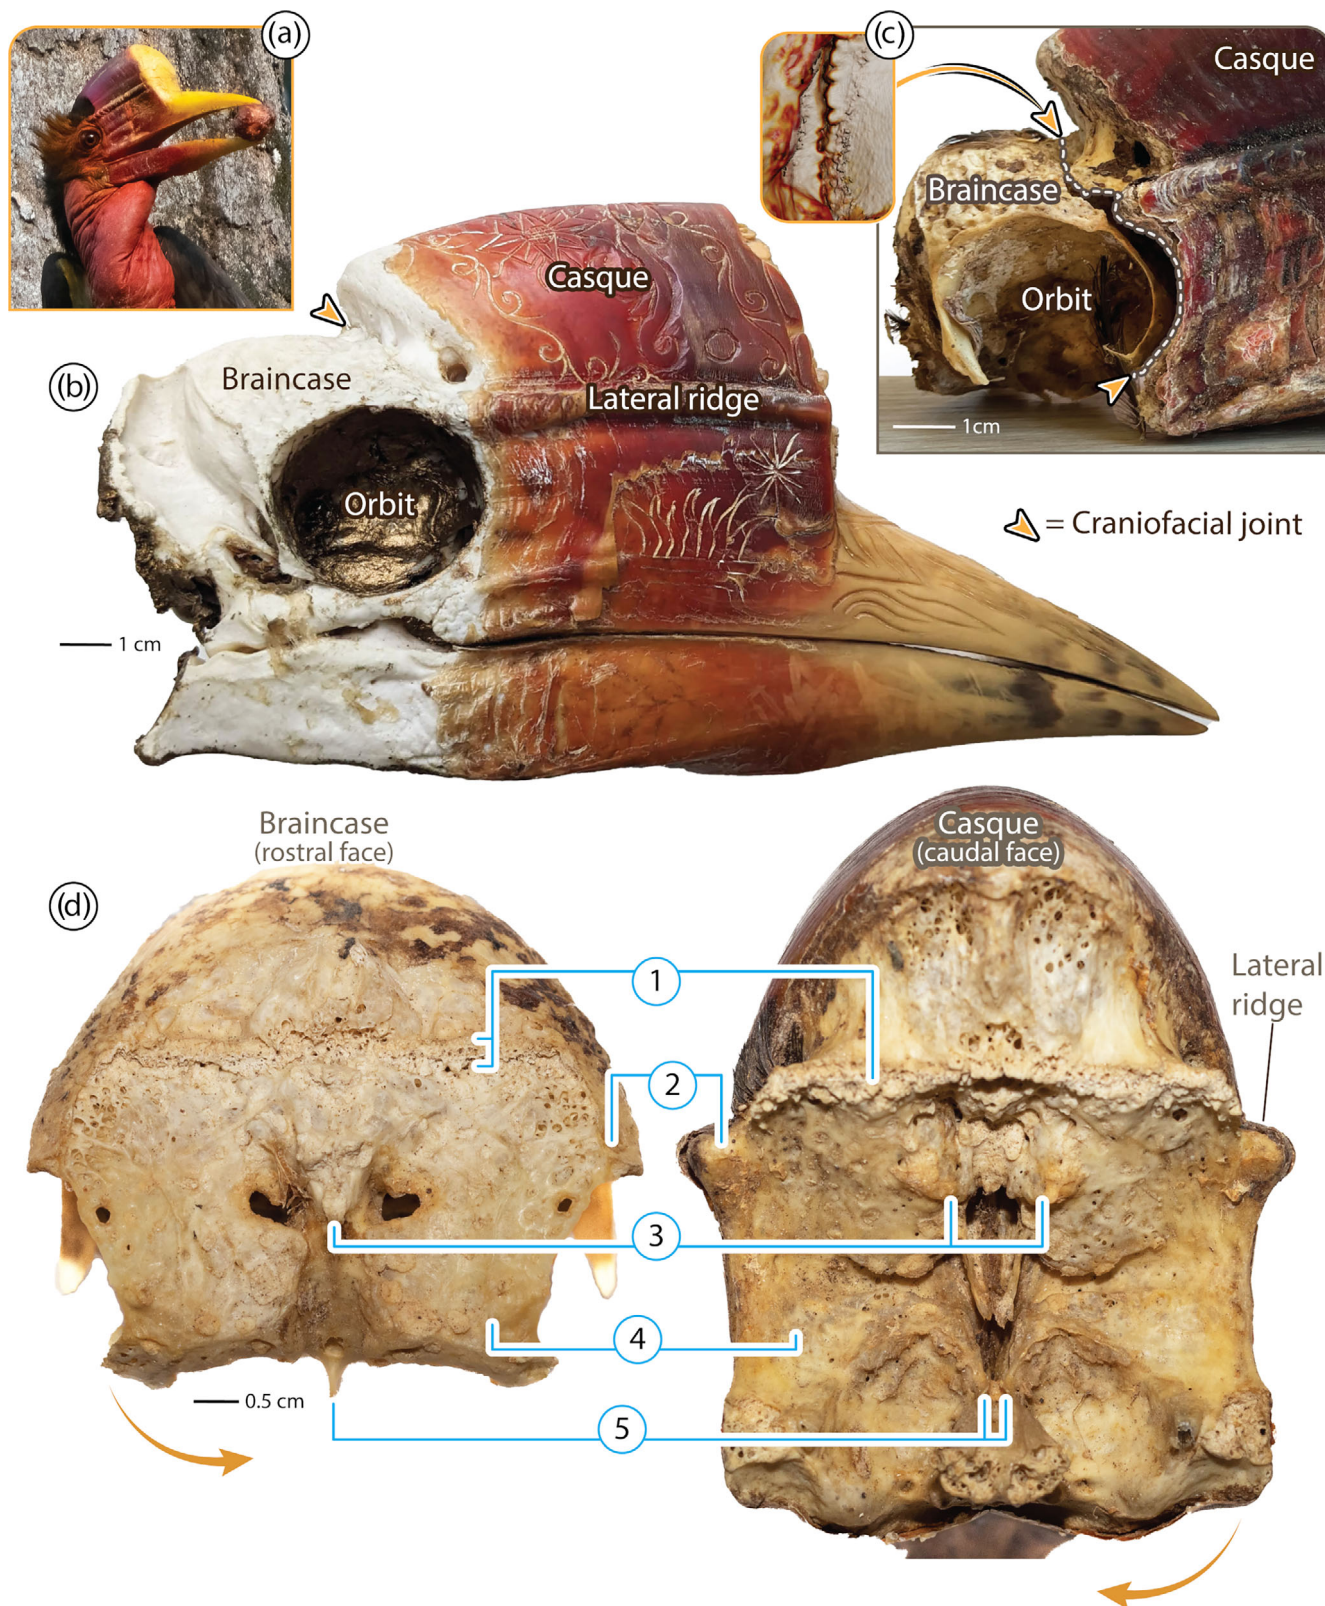 (a)
(c)
Casque
Braincase
Orbit
1cm
(b)
Braincase
Casque
Lateral ridge
Orbit
= Craniofacial joint
1 cm
Braincase
(rostral face)
Casque
(caudal face)
(d)
1
Lateral
ridge
2
3
4
0.5 cm
5